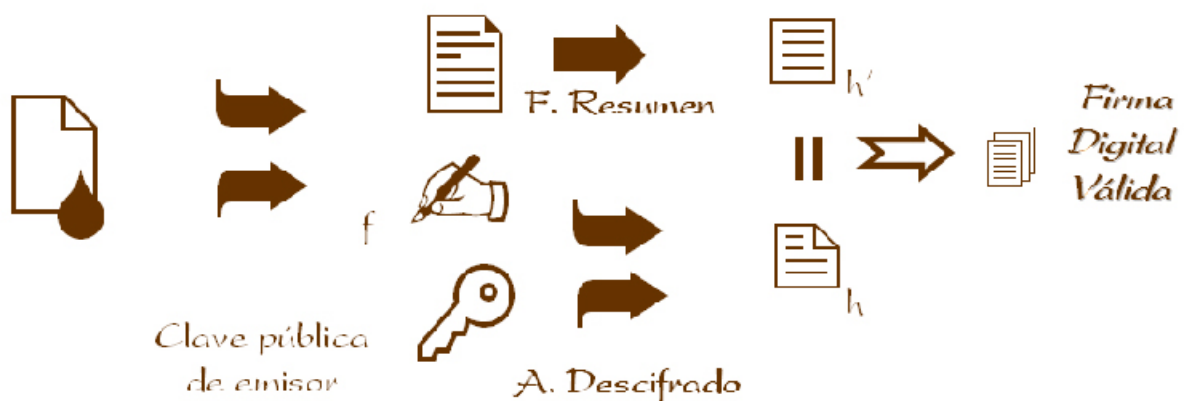 F. Resumen
h'
Firma
Digital
Válida
f
h
Clave pública
de emisor
A. Descifrado